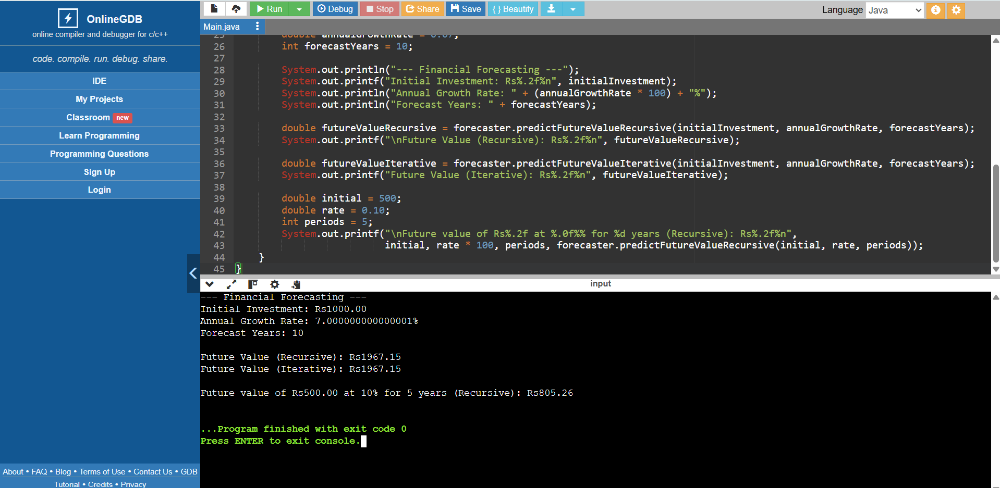 OnlineGDB
online compiler and debugger for c/c++
code. compile. run. debug. share.
IDE
My Projects
Classroom new
Learn Programming
Programming Questions
Sign Up
Login
About • FAQ • Blog • Terms of Use • Contact Us • GDB
Tutorial • Credits • Privacy
Run Debug Stop Share Save { } Beautify
Language Java
Main.java
25 double annualGrowthRate = 0.07;
26 int forecastYears = 10;
27
28 System.out.println("--- Financial Forecasting ---");
29 System.out.printf("Initial Investment: Rs%.2f%n", initialInvestment);
30 System.out.println("Annual Growth Rate: " + (annualGrowthRate * 100) + "%");
31 System.out.println("Forecast Years: " + forecastYears);
32
33 double futureValueRecursive = forecaster.predictFutureValueRecursive(initialInvestment, annualGrowthRate, forecastYears);
34 System.out.printf("\nFuture Value (Recursive): Rs%.2f%n", futureValueRecursive);
35
36 double futureValueIterative = forecaster.predictFutureValueIterative(initialInvestment, annualGrowthRate, forecastYears);
37 System.out.printf("Future Value (Iterative): Rs%.2f%n", futureValueIterative);
38
39 double initial = 500;
40 double rate = 0.10;
41 int periods = 5;
42 System.out.printf("\nFuture value of Rs%.2f at %.0f%% for %d years (Recursive): Rs%.2f%n",
43 initial, rate * 100, periods, forecaster.predictFutureValueRecursive(initial, rate, periods));
44 }
45 }
input
--- Financial Forecasting ---
Initial Investment: Rs1000.00
Annual Growth Rate: 7.000000000000001%
Forecast Years: 10
Future Value (Recursive): Rs1967.15
Future Value (Iterative): Rs1967.15
Future value of Rs500.00 at 10% for 5 years (Recursive): Rs805.26
...Program finished with exit code 0
Press ENTER to exit console.